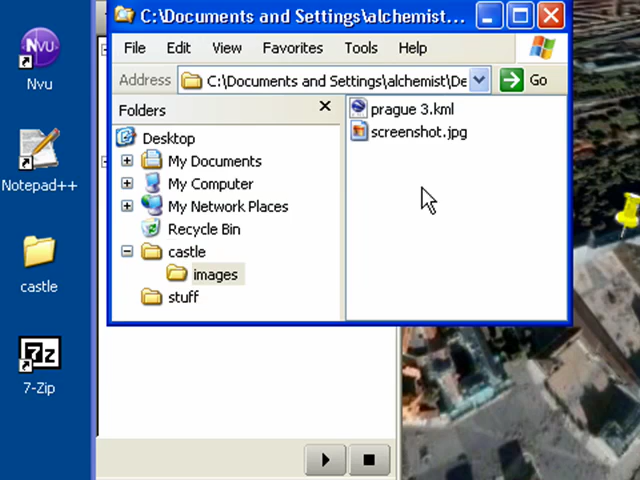 C:\Documents and Settings\alchemist...
File Edit View Favorites Tools Help
Address C:\Documents and Settings\alchemist\De Go
Folders
Desktop
My Documents
My Computer
My Network Places
Recycle Bin
castle
images
stuff
prague 3.kml
screenshot.jpg
Nvu
Nvu
Notepad++
castle
7z
7-Zip